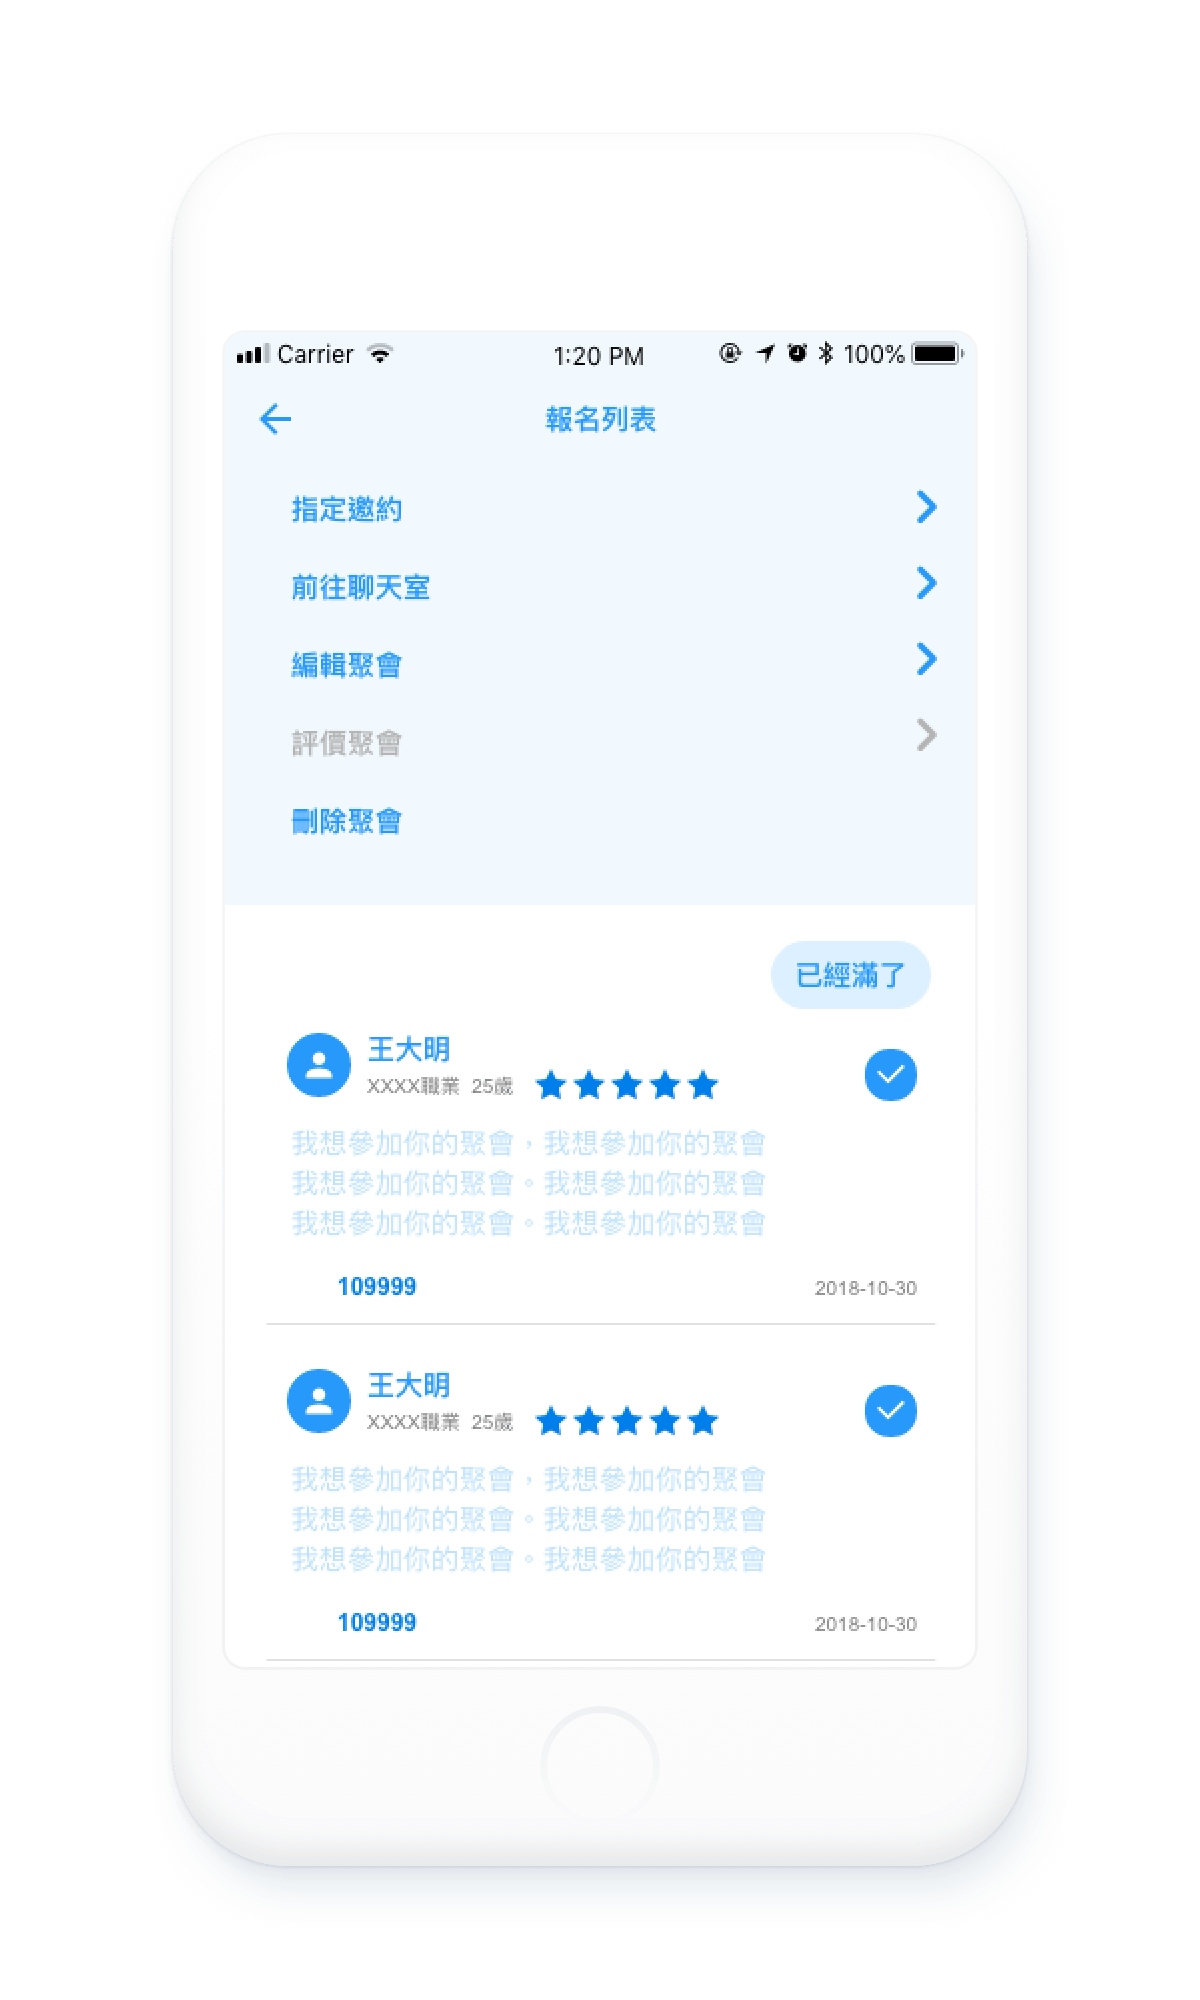 Carrier 1:20 PM 100%
報名列表
指定邀約
前往聊天室
編輯聚會
評價聚會
刪除聚會
已經滿了
王大明
XXXX職業 25歲
我想參加你的聚會，我想參加你的聚會
我想參加你的聚會。我想參加你的聚會
我想參加你的聚會。我想參加你的聚會
109999 2018-10-30
王大明
XXXX職業 25歲
我想參加你的聚會，我想參加你的聚會
我想參加你的聚會。我想參加你的聚會
我想參加你的聚會。我想參加你的聚會
109999 2018-10-30